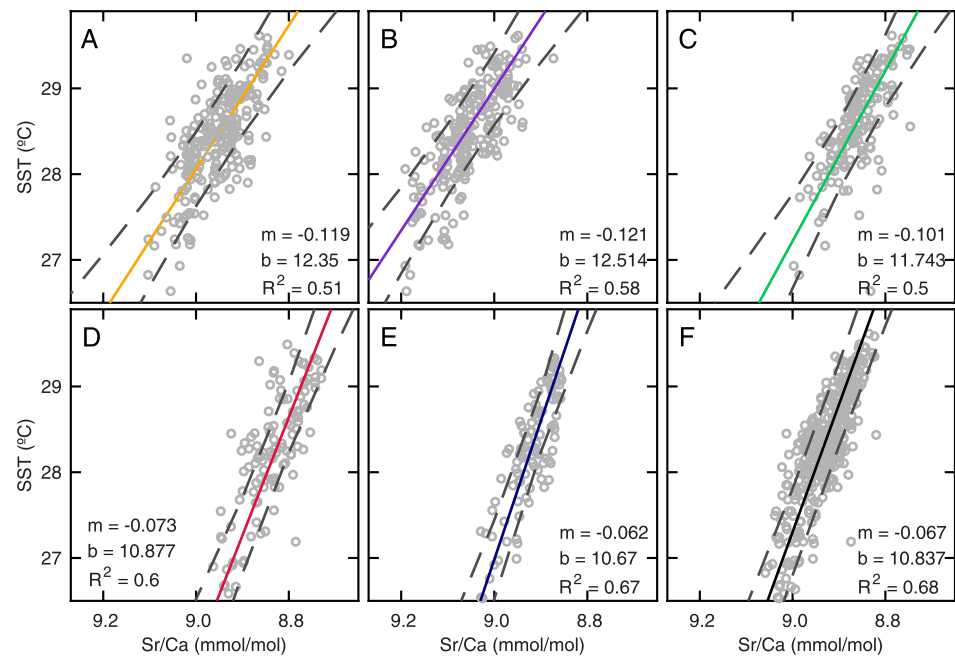 A
B
C
29
28
27
SST (ºC)
m = -0.119
b = 12.35
R² = 0.51
m = -0.121
b = 12.514
R² = 0.58
m = -0.101
b = 11.743
R² = 0.5
D
E
F
29
28
27
SST (ºC)
m = -0.073
b = 10.877
R² = 0.6
m = -0.062
b = 10.67
R² = 0.67
m = -0.067
b = 10.837
R² = 0.68
9.2 9.0 8.8
9.2 9.0 8.8
9.2 9.0 8.8
Sr/Ca (mmol/mol)
Sr/Ca (mmol/mol)
Sr/Ca (mmol/mol)